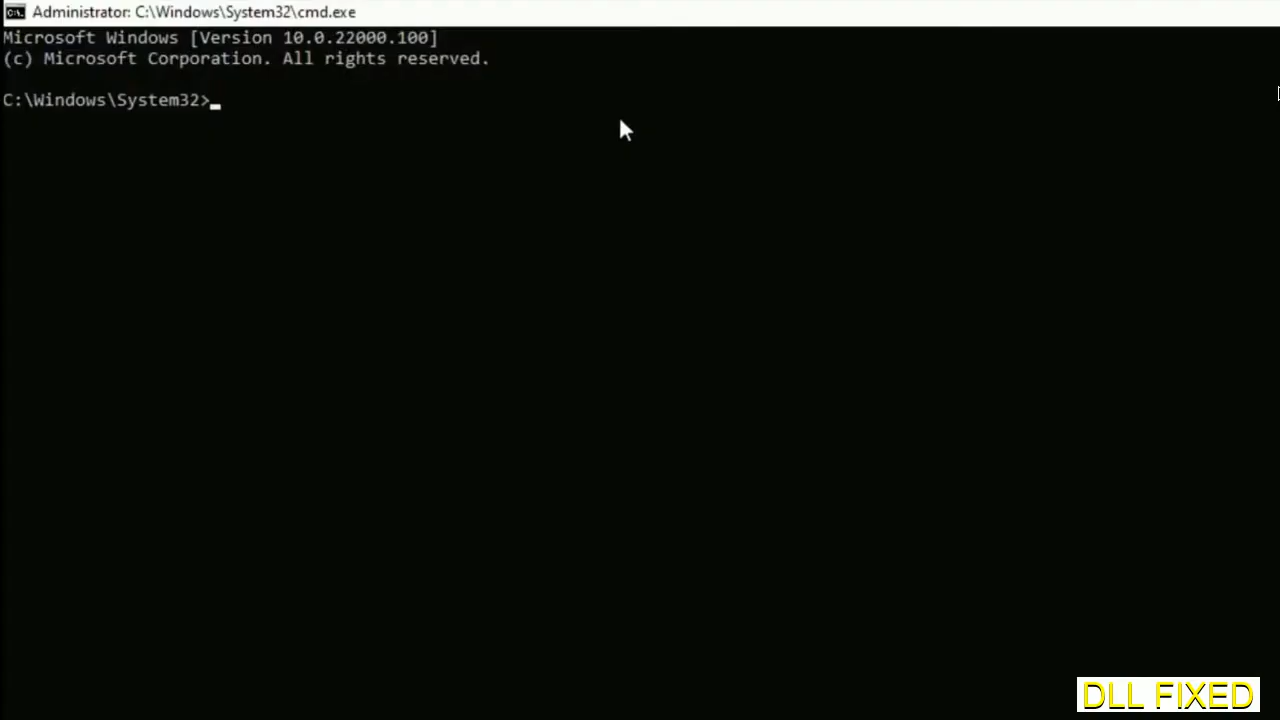 Administrator: C:\Windows\System32\cmd.exe
Microsoft Windows [Version 10.0.22000.100]
(c) Microsoft Corporation. All rights reserved.
C:\Windows\System32>
DLL FIXED